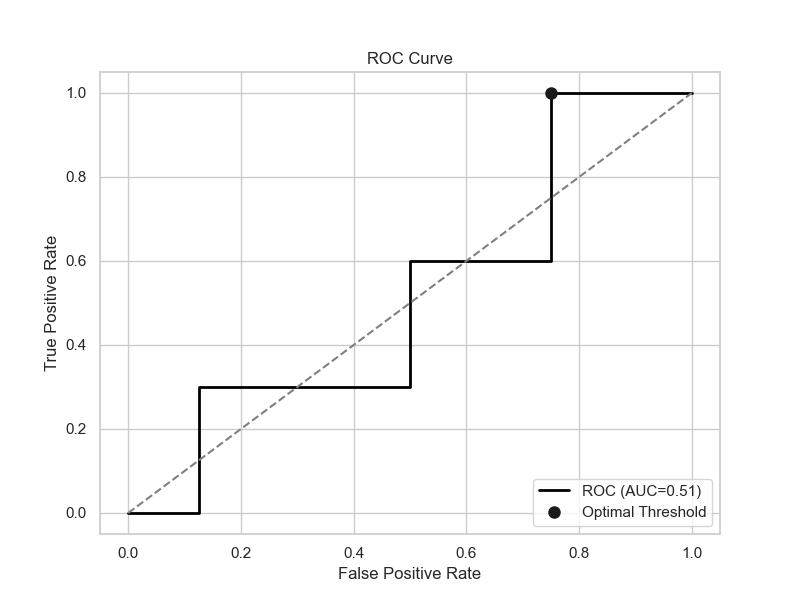 ROC Curve
True Positive Rate
1.0
0.8
0.6
0.4
0.2
0.0
ROC (AUC=0.51)
Optimal Threshold
0.0 0.2 0.4 0.6 0.8 1.0
False Positive Rate